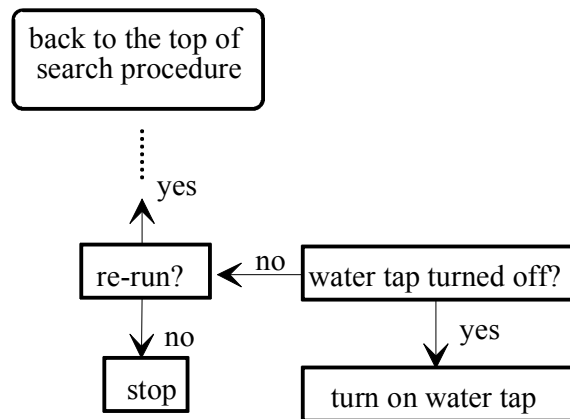 back to the top of
search procedure
yes
re-run?
no
water tap turned off?
no
yes
stop
turn on water tap